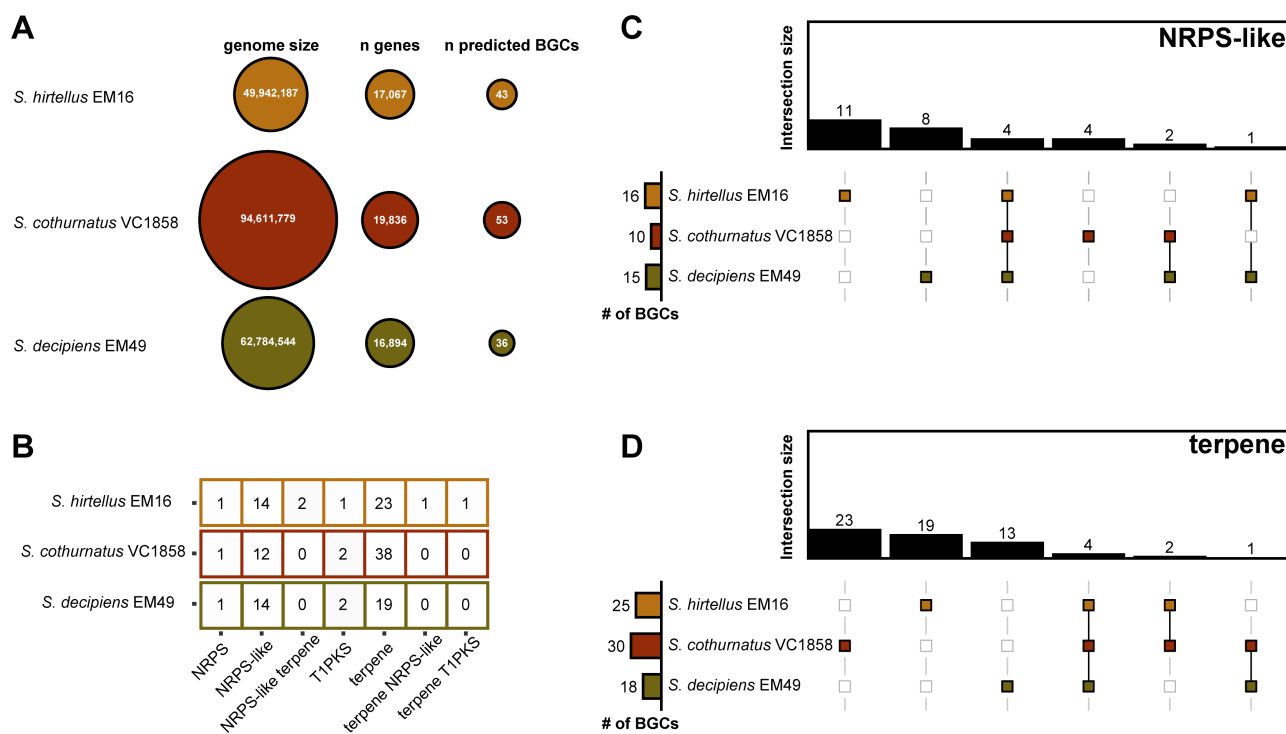 A
genome size n genes n predicted BGCs
S. hirtellus EM16 49,942,187 17,067 43
S. cothurnatus VC1858 94,611,779 19,836 53
S. decipiens EM49 62,784,544 16,894 36
B
S. hirtellus EM16 1 14 2 1 23 1 1
S. cothurnatus VC1858 1 12 0 2 38 0 0
S. decipiens EM49 1 14 0 2 19 0 0
NRPS NRPS-like NRPS-like terpene T1PKS terpene terpene NRPS-like terpene T1PKS
C
NRPS-like
Intersection size
11 8 4 4 2 1
16 S. hirtellus EM16
10 S. cothurnatus VC1858
15 S. decipiens EM49
# of BGCs
D
terpene
Intersection size
23 19 13 4 2 1
25 S. hirtellus EM16
30 S. cothurnatus VC1858
18 S. decipiens EM49
# of BGCs